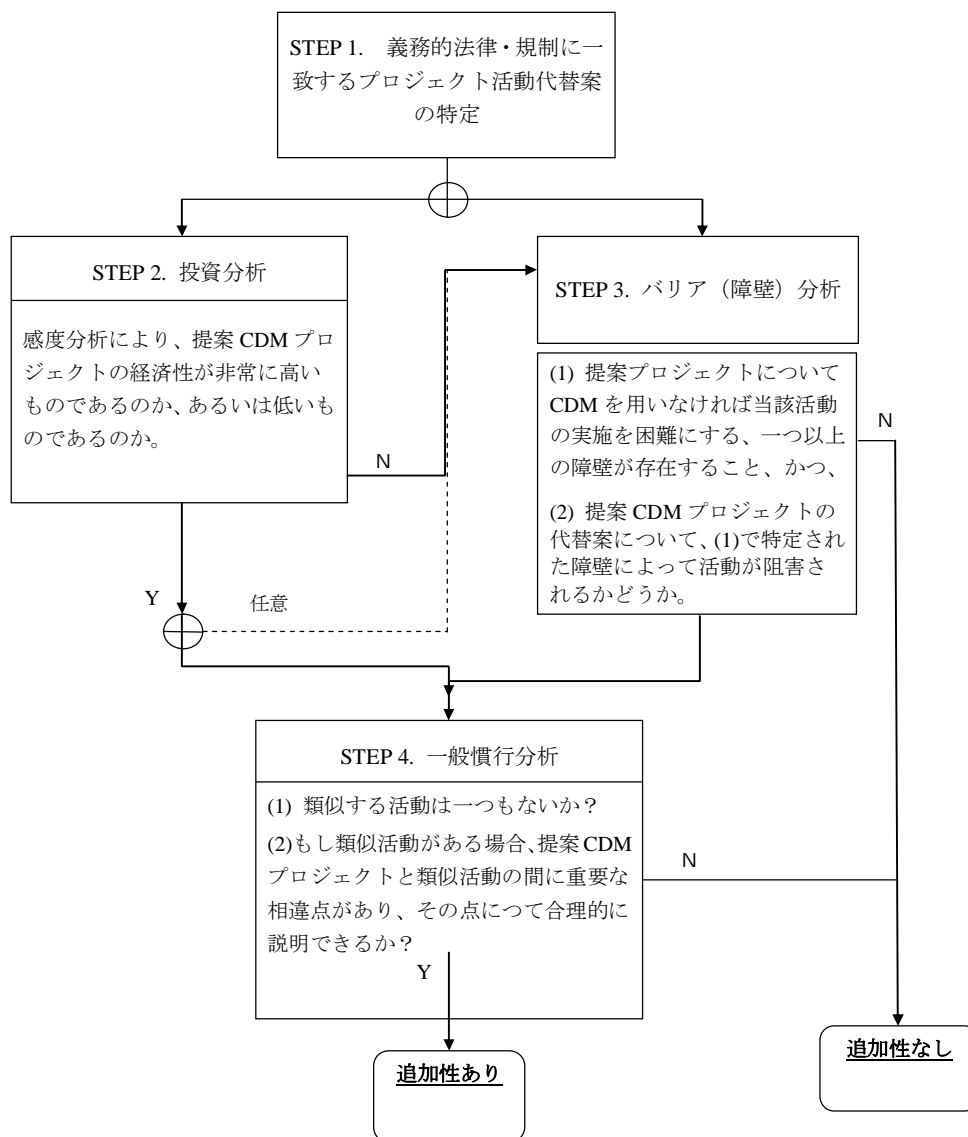 STEP 1.　義務的法律・規制に一
致するプロジェクト活動代替案
の特定
STEP 2. 投資分析
感度分析により、提案 CDM プロ
ジェクトの経済性が非常に高い
ものであるのか、あるいは低いも
のであるのか。
N
STEP 3. バリア（障壁）分析
(1) 提案プロジェクトについて
CDM を用いなければ当該活動
の実施を困難にする、一つ以上
の障壁が存在すること、かつ、
(2) 提案 CDM プロジェクトの
代替案について、(1)で特定され
た障壁によって活動が阻害さ
れるかどうか。
N
Y
任意
STEP 4. 一般慣行分析
(1) 類似する活動は一つもないか？
(2)もし類似活動がある場合、提案 CDM
プロジェクトと類似活動の間に重要な
相違点があり、その点につて合理的に
説明できるか？
N
Y
追加性あり
追加性なし